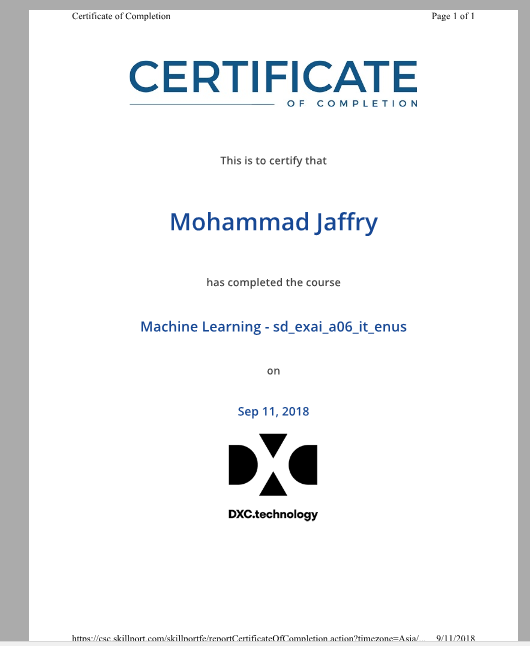 Certificate of Completion Page 1 of 1
CERTIFICATE
OF COMPLETION
This is to certify that
Mohammad Jaffry
has completed the course
Machine Learning - sd_exai_a06_it_enus
on
Sep 11, 2018
DXC.technology
https://csc.skillport.com/skillportfe/reportCertificateOfCompletion.action?timezone=Asia/... 9/11/2018